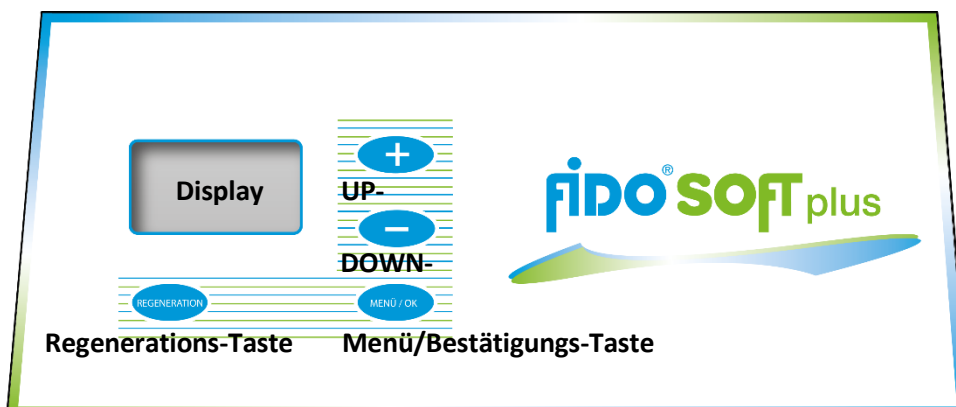 Display
+
UP-
−
DOWN-
REGENERATION
MENÜ / OK
Regenerations-Taste
Menü/Bestätigungs-Taste
FIDO® SOFT plus